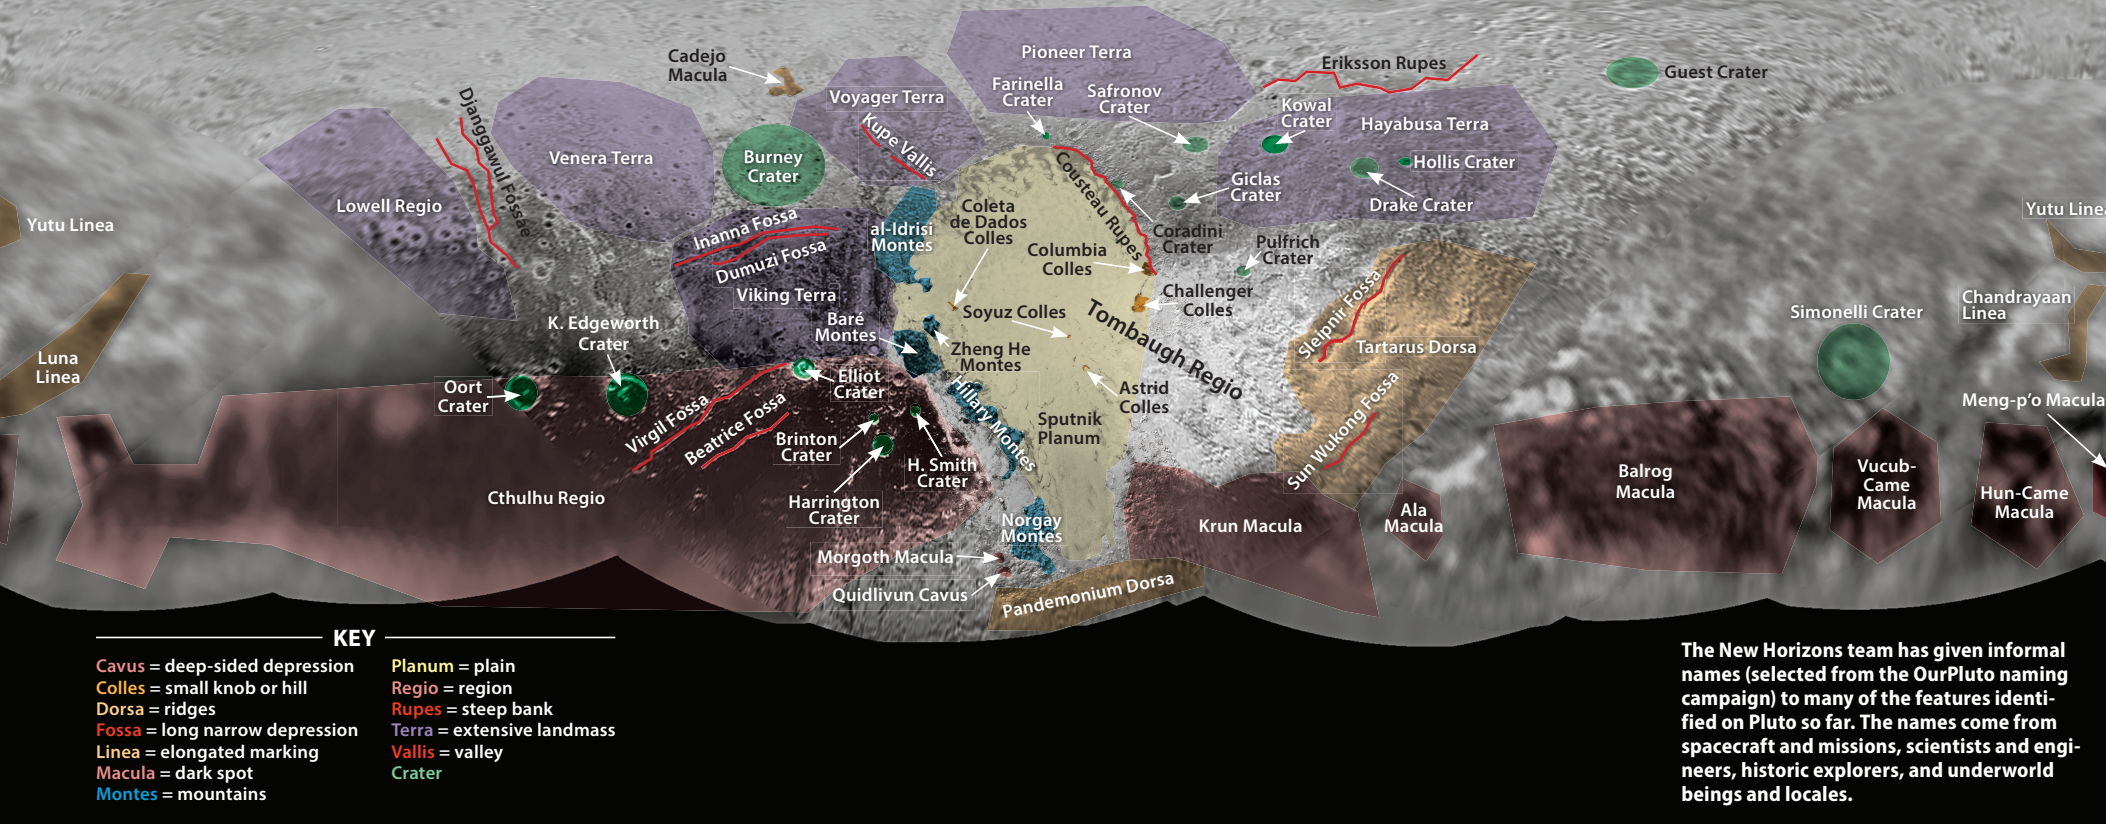 Pioneer Terra
Cadejo
Macula
Eriksson Rupes
Guest Crater
Farinella
Crater
Safronov
Crater
Voyager Terra
Kowal
Crater
Hayabusa Terra
Djanggawul Fossae
Kupe Vallis
Venera Terra
Burney
Crater
Hollis Crater
Cousteau Rupes
Giclas
Crater
Drake Crater
Lowell Regio
Yutu Linea
Yutu Linea
Coleta
de Dados
Colles
al-Idrisi
Montes
Inanna Fossa
Dumuzi Fossa
Coradini
Crater
Pulfrich
Crater
Columbia
Colles
Viking Terra
Challenger
Colles
Chandrayaan
Linea
Simonelli Crater
Soyuz Colles
Baré
Montes
K. Edgeworth
Crater
Tombaugh Regio
Sleipnir Fossa
Tartarus Dorsa
Zheng He
Montes
Luna
Linea
Elliot
Crater
Oort
Crater
Astrid
Colles
Hillary Montes
Meng-p'o Macula
Virgil Fossa
Beatrice Fossa
Sputnik
Planum
Sun Wukong Fossa
Brinton
Crater
H. Smith
Crater
Balrog
Macula
Vucub-
Came
Macula
Hun-Came
Macula
Cthulhu Regio
Harrington
Crater
Norgay
Montes
Krun Macula
Ala
Macula
Morgoth Macula
Quidlivun Cavus
Pandemonium Dorsa
KEY
Cavus = deep-sided depression
Colles = small knob or hill
Dorsa = ridges
Fossa = long narrow depression
Linea = elongated marking
Macula = dark spot
Montes = mountains
Planum = plain
Regio = region
Rupes = steep bank
Terra = extensive landmass
Vallis = valley
Crater
The New Horizons team has given informal
names (selected from the OurPluto naming
campaign) to many of the features identi-
fied on Pluto so far. The names come from
spacecraft and missions, scientists and engi-
neers, historic explorers, and underworld
beings and locales.